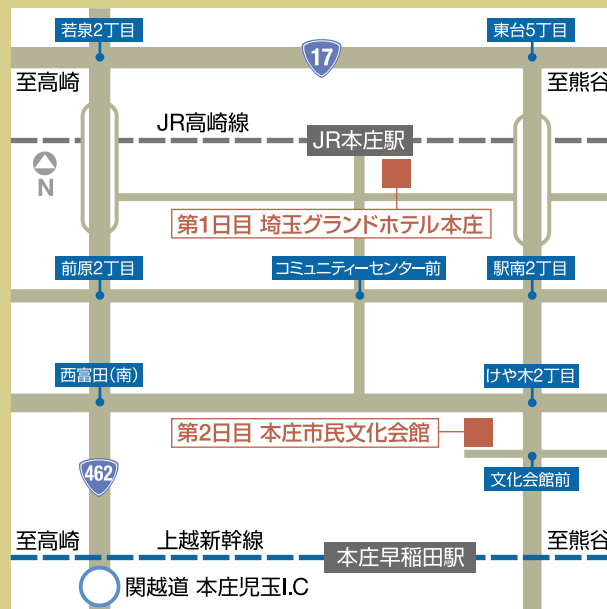 若泉2丁目
東台5丁目
17
至高崎
至熊谷
JR高崎線
JR本庄駅
N
第1日目 埼玉グランドホテル本庄
前原2丁目
コミュニティーセンター前
駅南2丁目
西富田(南)
けや木2丁目
第2日目 本庄市民文化会館
462
文化会館前
至高崎
上越新幹線
本庄早稲田駅
至熊谷
関越道 本庄児玉I.C